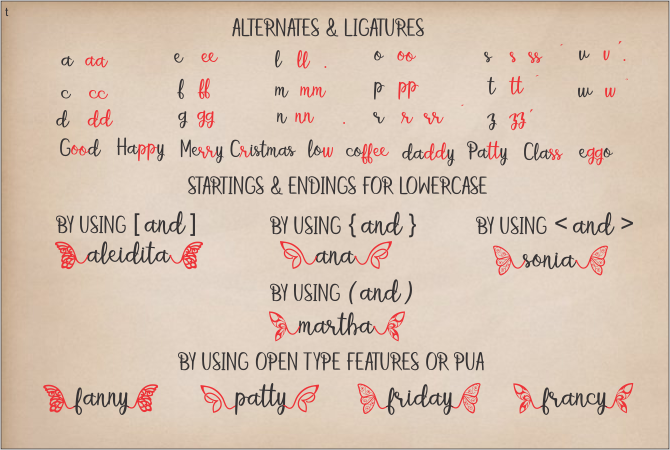 t
ALTERNATES & LIGATURES
a aa e ee l ll . o oo s s ss u v .
c cc f ff m mm p pp t tt w w
d dd g gg n nn . r r rr z zz
Good Happy Merry Cristmas low coffee daddy Patty Class eggo
STARTINGS & ENDINGS FOR LOWERCASE
BY USING [ and ] BY USING { and } BY USING < and >
aleidita ana sonia
BY USING ( and )
martha
BY USING OPEN TYPE FEATURES OR PUA
fanny patty friday francy